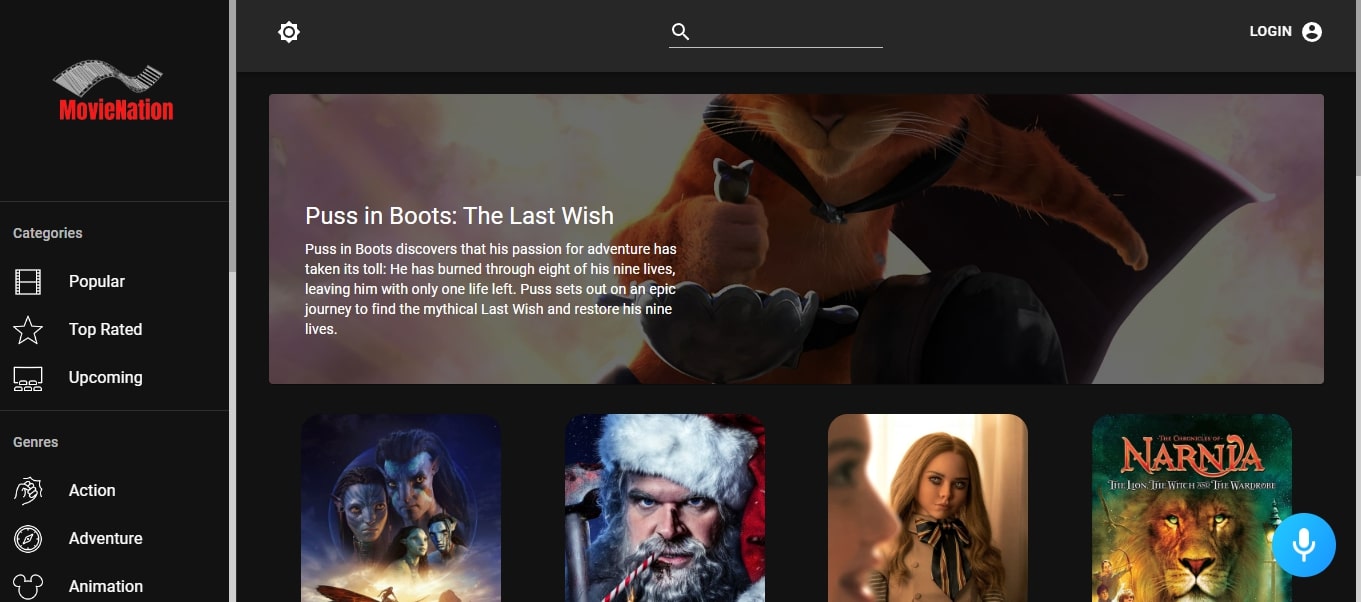 MovieNation
LOGIN
Categories
Popular
Top Rated
Upcoming
Genres
Action
Adventure
Animation
Puss in Boots: The Last Wish
Puss in Boots discovers that his passion for adventure has
taken its toll: He has burned through eight of his nine lives,
leaving him with only one life left. Puss sets out on an epic
journey to find the mythical Last Wish and restore his nine
lives.
THE CHRONICLES OF
NARNIA
THE LION, THE WITCH AND THE WARDROBE